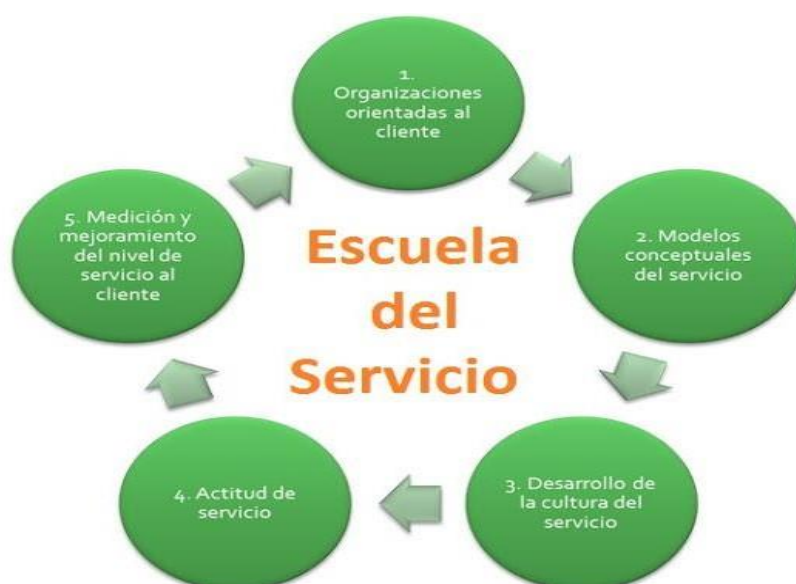 1.
Organizaciones
orientadas al
cliente
2. Modelos
conceptuales
del servicio
3. Desarrollo de
la cultura del
servicio
4. Actitud de
servicio
5. Medición y
mejoramiento
del nivel de
servicio al
cliente
Escuela
del
Servicio